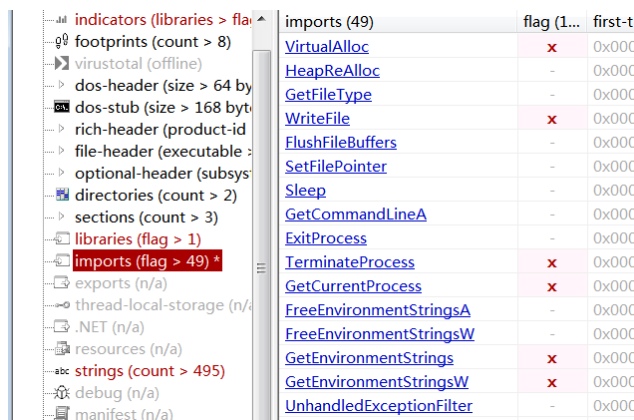 indicators (libraries > flag
footprints (count > 8)
virustotal (offline)
dos-header (size > 64 by
dos-stub (size > 168 byt
rich-header (product-id
file-header (executable >
optional-header (subsys
directories (count > 2)
sections (count > 3)
libraries (flag > 1)
imports (flag > 49) *
exports (n/a)
thread-local-storage (n/a
.NET (n/a)
resources (n/a)
abc strings (count > 495)
debug (n/a)
manifest (n/a)
imports (49) flag (1... first-t
VirtualAlloc x 0x000
HeapReAlloc - 0x000
GetFileType - 0x000
WriteFile x 0x000
FlushFileBuffers - 0x000
SetFilePointer - 0x000
Sleep - 0x000
GetCommandLineA - 0x000
ExitProcess - 0x000
TerminateProcess x 0x000
GetCurrentProcess x 0x000
FreeEnvironmentStringsA - 0x000
FreeEnvironmentStringsW - 0x000
GetEnvironmentStrings x 0x000
GetEnvironmentStringsW x 0x000
UnhandledExceptionFilter - 0x000